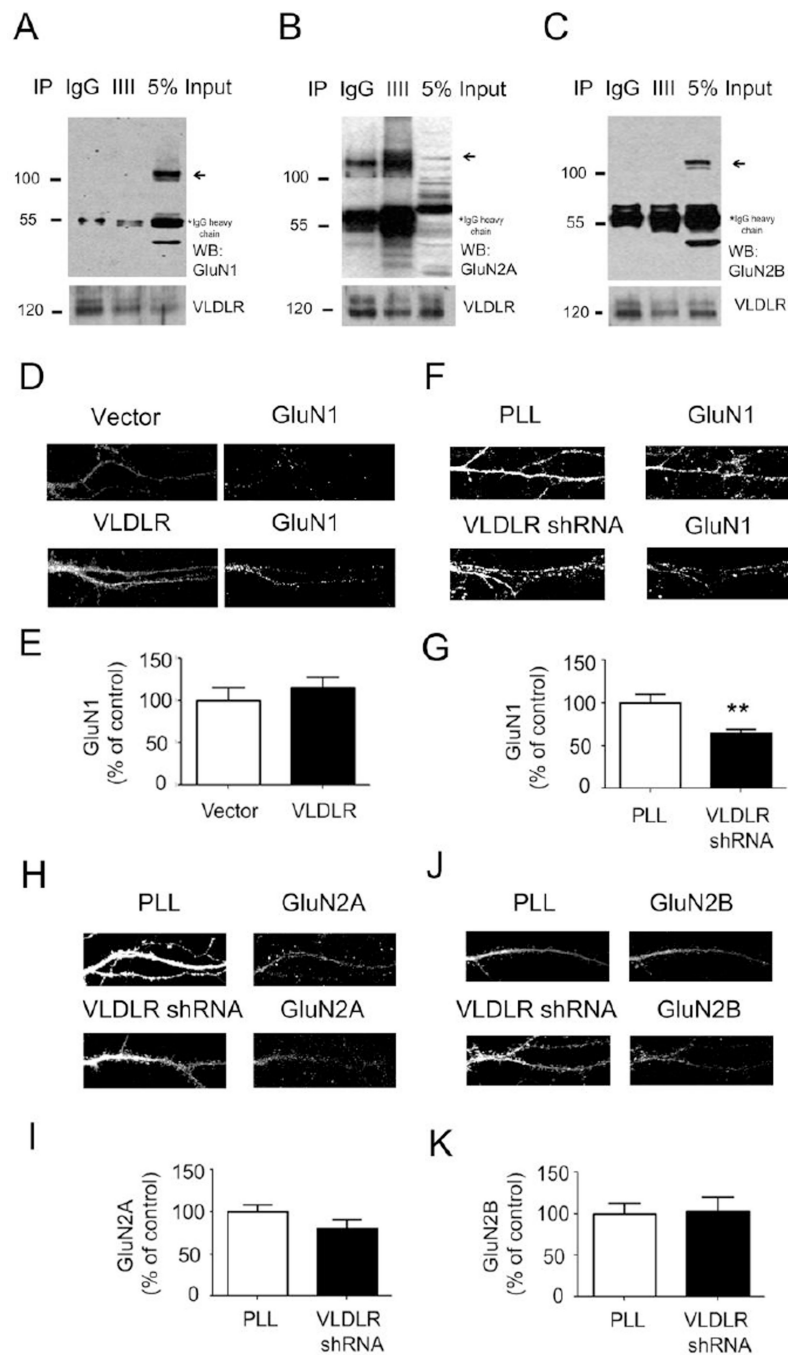 A
B
C
IP IgG IIII 5% Input
IP IgG IIII 5% Input
IP IgG IIII 5% Input
100
55
*IgG heavy
chain
WB:
GluN1
120
VLDLR
100
55
*IgG heavy
chain
WB:
GluN2A
120
VLDLR
100
55
*IgG heavy
chain
WB:
GluN2B
120
VLDLR
D
Vector GluN1
VLDLR GluN1
F
PLL GluN1
VLDLR shRNA GluN1
E
GluN1
(% of control)
150
100
50
0
Vector VLDLR
G
GluN1
(% of control)
150
100
50
0
**
PLL VLDLR
shRNA
H
PLL GluN2A
VLDLR shRNA GluN2A
J
PLL GluN2B
VLDLR shRNA GluN2B
I
GluN2A
(% of control)
150
100
50
0
PLL VLDLR
shRNA
K
GluN2B
(% of control)
150
100
50
0
PLL VLDLR
shRNA